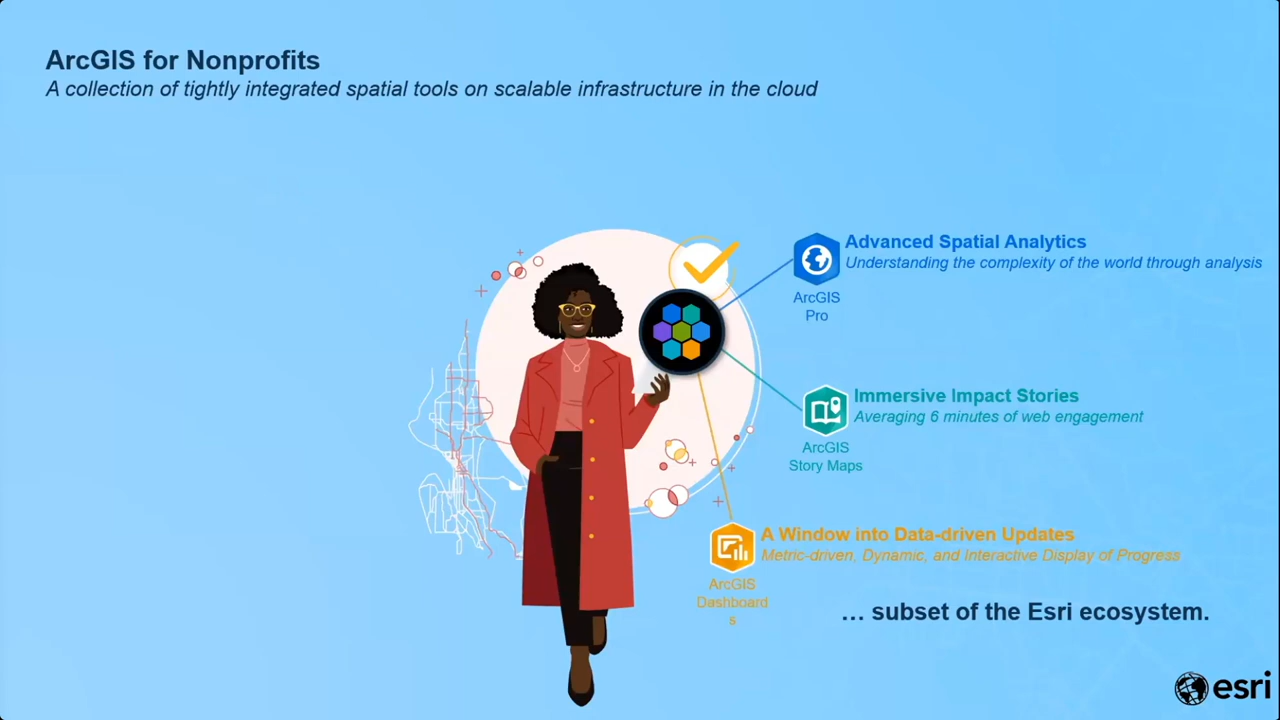 ArcGIS for Nonprofits
A collection of tightly integrated spatial tools on scalable infrastructure in the cloud
Advanced Spatial Analytics
Understanding the complexity of the world through analysis
ArcGIS
Pro
Immersive Impact Stories
Averaging 6 minutes of web engagement
ArcGIS
Story Maps
A Window into Data-driven Updates
Metric-driven, Dynamic, and Interactive Display of Progress
ArcGIS
Dashboard
s
… subset of the Esri ecosystem.
esri